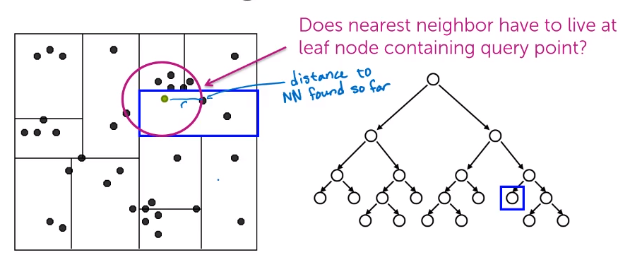 Does nearest neighbor have to live at
leaf node containing query point?
distance to
NN found so far
r